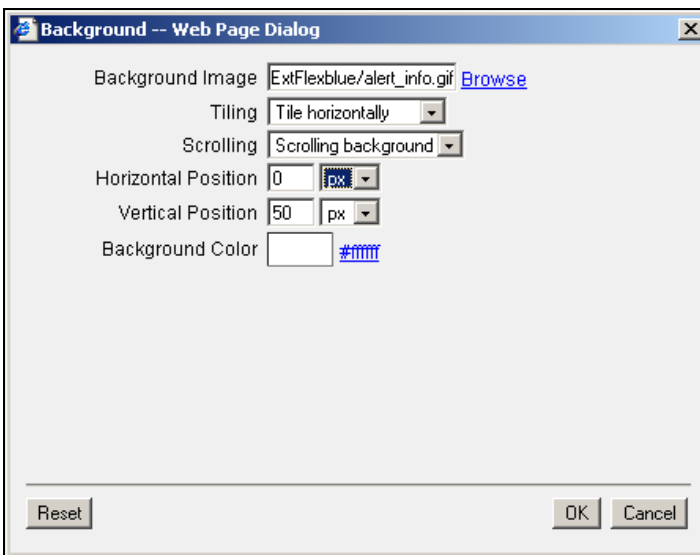 Background -- Web Page Dialog
Background Image ExtFlexblue/alert_info.gif Browse
Tiling Tile horizontally
Scrolling Scrolling background
Horizontal Position 0 px
Vertical Position 50 px
Background Color #ffffff
Reset OK Cancel